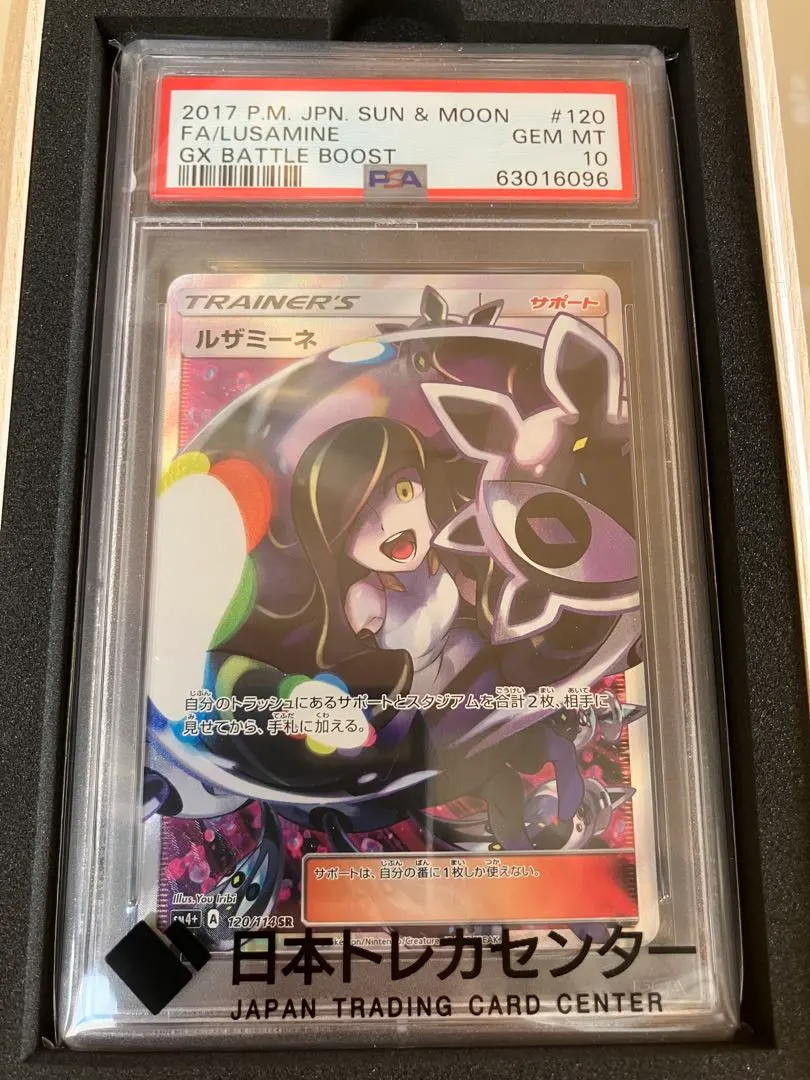 2017 P.M. JPN. SUN & MOON #120
FA/LUSAMINE GEM MT
GX BATTLE BOOST 10
PSA 63016096
TRAINER'S サポート
ルザミーネ
自分のトラッシュにあるサポートとスタジアムを合計2枚、相手に
見せてから、手札に加える。
サポートは、自分の番に1枚しか使えない。
Illus. You Iribi
SM4+ A 120/114 SR
日本トレカセンター
JAPAN TRADING CARD CENTER